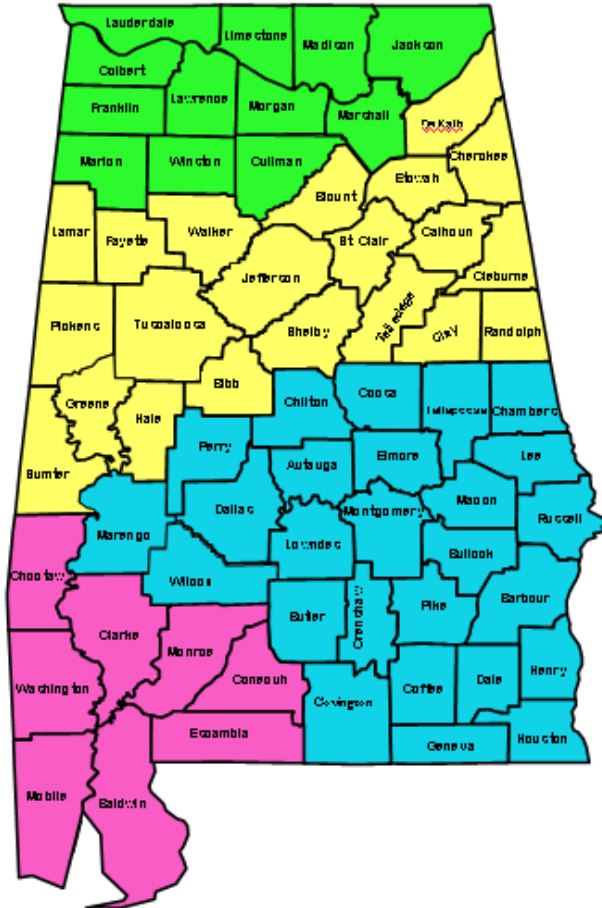 Lauderdale
Limestone
Madison
Jackson
Colbert
Franklin
Lawrence
Morgan
Marshall
DeKalb
Marion
Winston
Cullman
Cherokee
Blount
Etowah
Lamar
Fayette
Walker
St Clair
Calhoun
Jefferson
Cleburne
Pickens
Tuscaloosa
Shelby
Talladega
Clay
Randolph
Bibb
Greene
Hale
Chilton
Coosa
Tallapoosa
Chambers
Sumter
Perry
Autauga
Elmore
Lee
Dallas
Montgomery
Macon
Russell
Marengo
Lowndes
Bullock
Choctaw
Wilcox
Butler
Crenshaw
Pike
Barbour
Clarke
Monroe
Conecuh
Washington
Covington
Coffee
Dale
Henry
Escambia
Geneva
Houston
Mobile
Baldwin